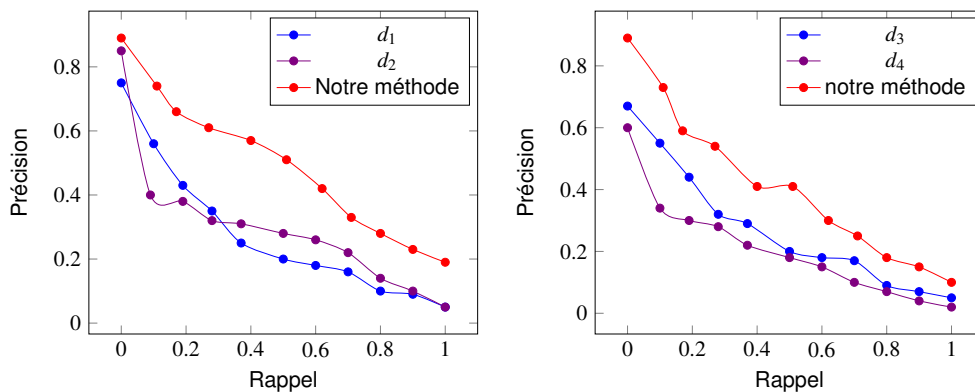 d1
d2
Notre méthode
0.8
0.6
0.4
0.2
0
Précision
0 0.2 0.4 0.6 0.8 1
Rappel
d3
d4
notre méthode
0.8
0.6
0.4
0.2
0
Précision
0 0.2 0.4 0.6 0.8 1
Rappel